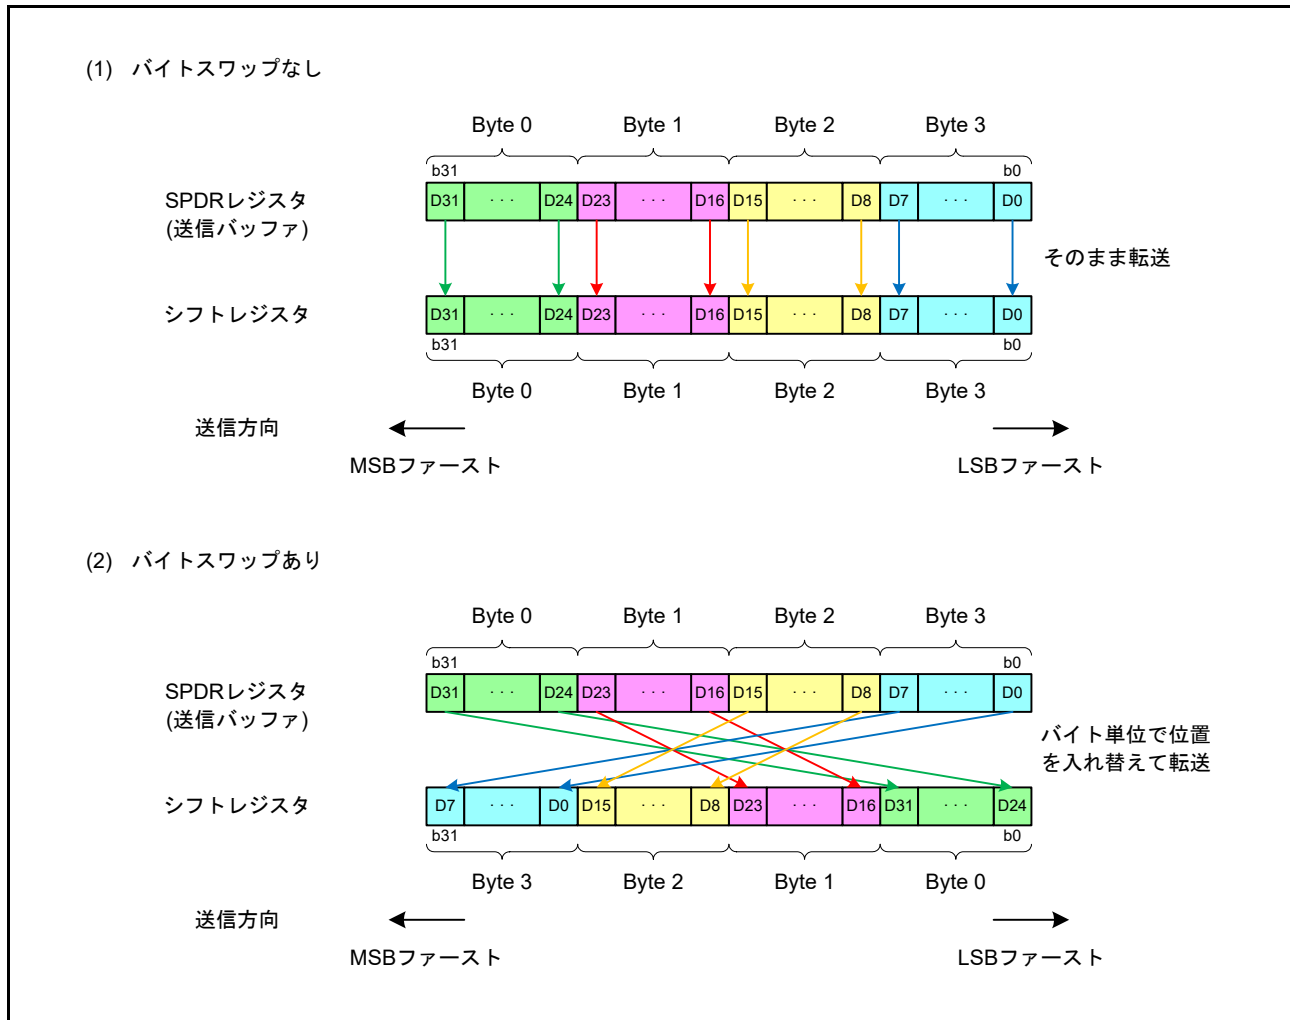 (1) バイトスワップなし
Byte 0 Byte 1 Byte 2 Byte 3
b31 b0
SPDRレジスタ
(送信バッファ)
D31 ・・・ D24 D23 ・・・ D16 D15 ・・・ D8 D7 ・・・ D0
そのまま転送
シフトレジスタ D31 ・・・ D24 D23 ・・・ D16 D15 ・・・ D8 D7 ・・・ D0
b31 b0
Byte 0 Byte 1 Byte 2 Byte 3
送信方向
MSBファースト LSBファースト
(2) バイトスワップあり
Byte 0 Byte 1 Byte 2 Byte 3
b31 b0
SPDRレジスタ
(送信バッファ)
D31 ・・・ D24 D23 ・・・ D16 D15 ・・・ D8 D7 ・・・ D0
バイト単位で位置
を入れ替えて転送
シフトレジスタ D7 ・・・ D0 D15 ・・・ D8 D23 ・・・ D16 D31 ・・・ D24
b31 b0
Byte 3 Byte 2 Byte 1 Byte 0
送信方向
MSBファースト LSBファースト